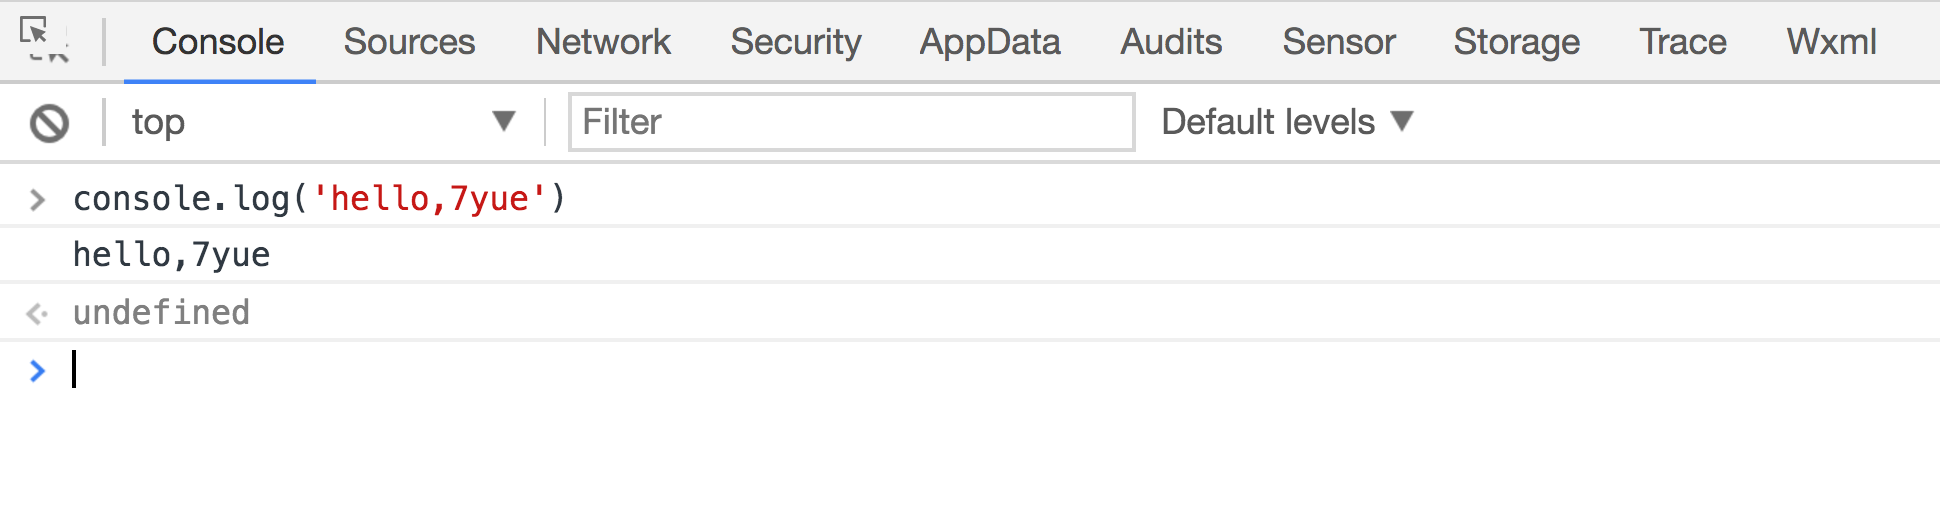 Console Sources Network Security AppData Audits Sensor Storage Trace Wxml
top Filter Default levels
console.log('hello,7yue')
hello,7yue
undefined